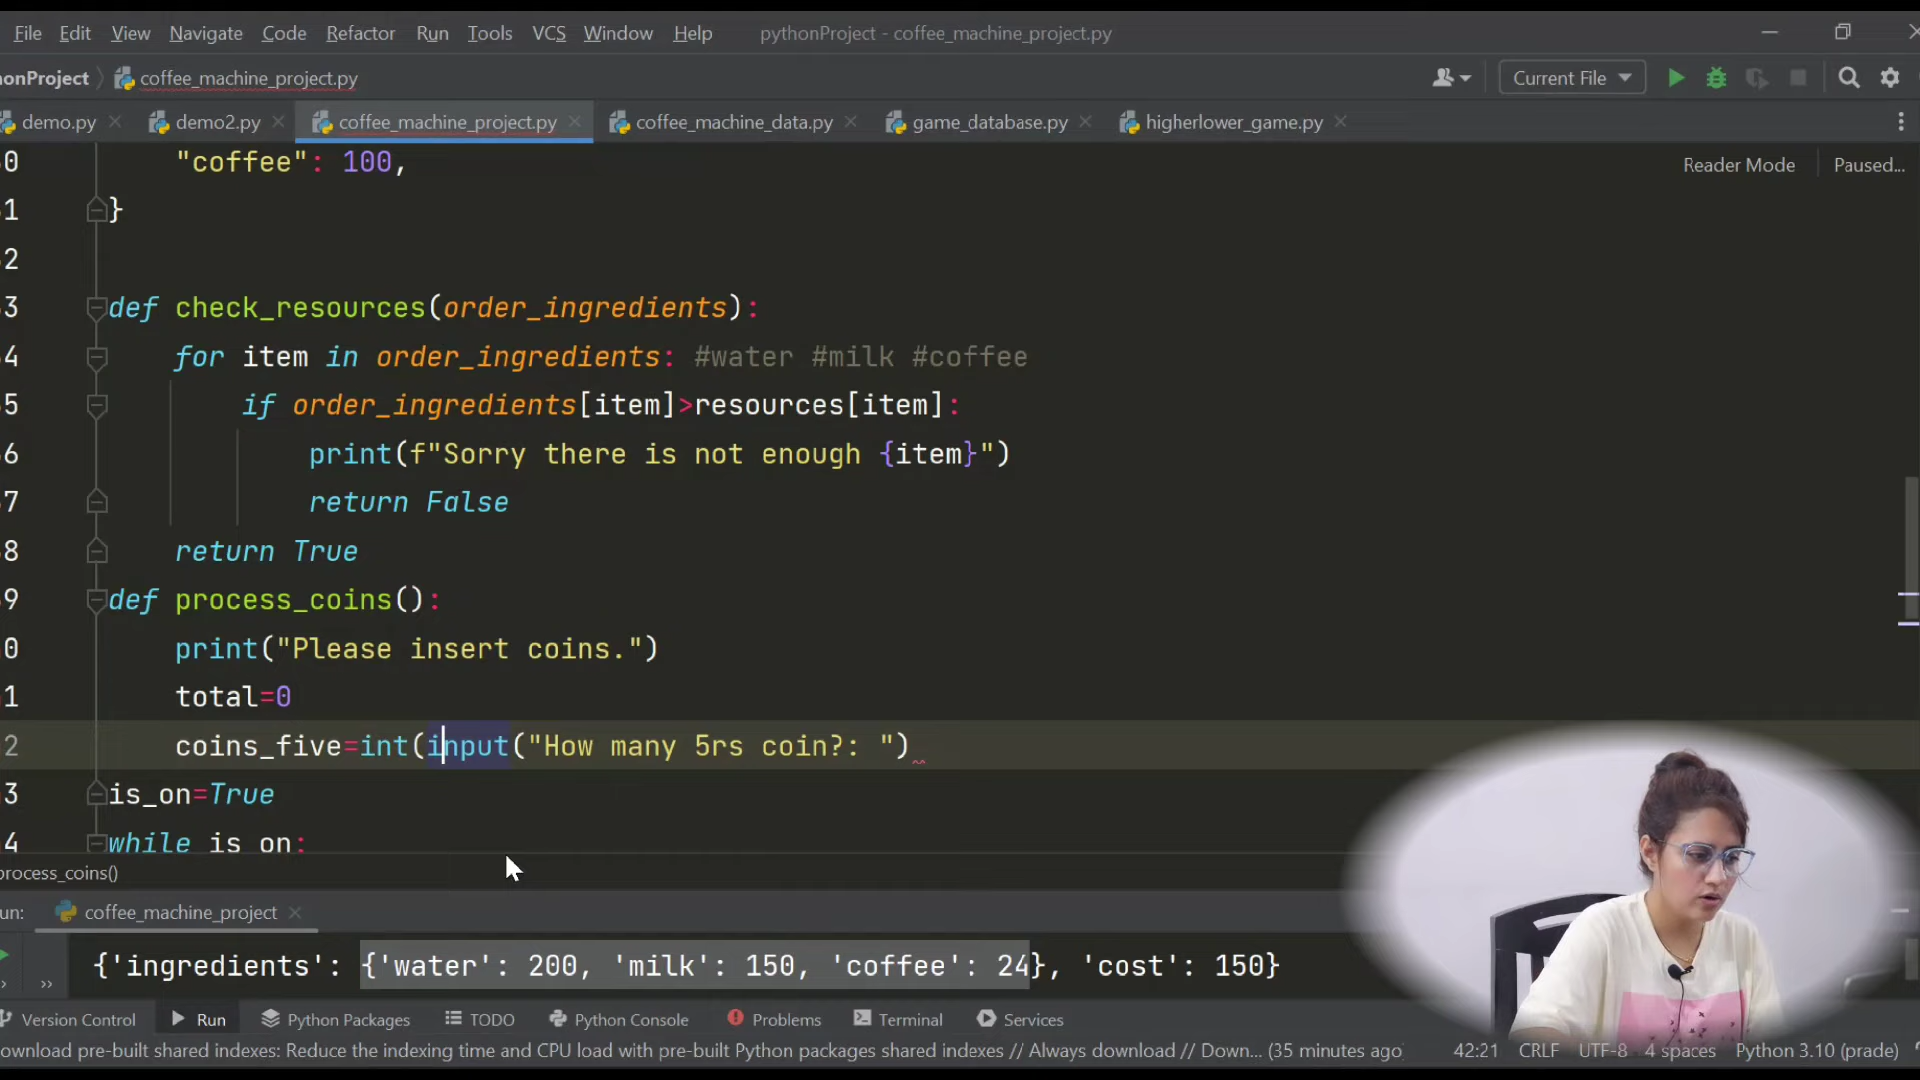 File Edit View Navigate Code Refactor Run Tools VCS Window Help pythonProject - coffee_machine_project.py
honProject coffee_machine_project.py Current File
demo.py demo2.py coffee_machine_project.py coffee_machine_data.py game_database.py higherlower_game.py
0 "coffee": 100, Reader Mode Paused...
1 }
2
3 def check_resources(order_ingredients):
4 for item in order_ingredients: #water #milk #coffee
5 if order_ingredients[item]>resources[item]:
6 print(f"Sorry there is not enough {item}")
7 return False
8 return True
9 def process_coins():
0 print("Please insert coins.")
1 total=0
2 coins_five=int(input("How many 5rs coin?: ")
3 is_on=True
4 while is_on:
process_coins()
un: coffee_machine_project
{'ingredients': {'water': 200, 'milk': 150, 'coffee': 24}, 'cost': 150}
Version Control Run Python Packages TODO Python Console Problems Terminal Services
ownload pre-built shared indexes: Reduce the indexing time and CPU load with pre-built Python packages shared indexes // Always download // Down... (35 minutes ago) 42:21 CRLF UTF-8 4 spaces Python 3.10 (prade)